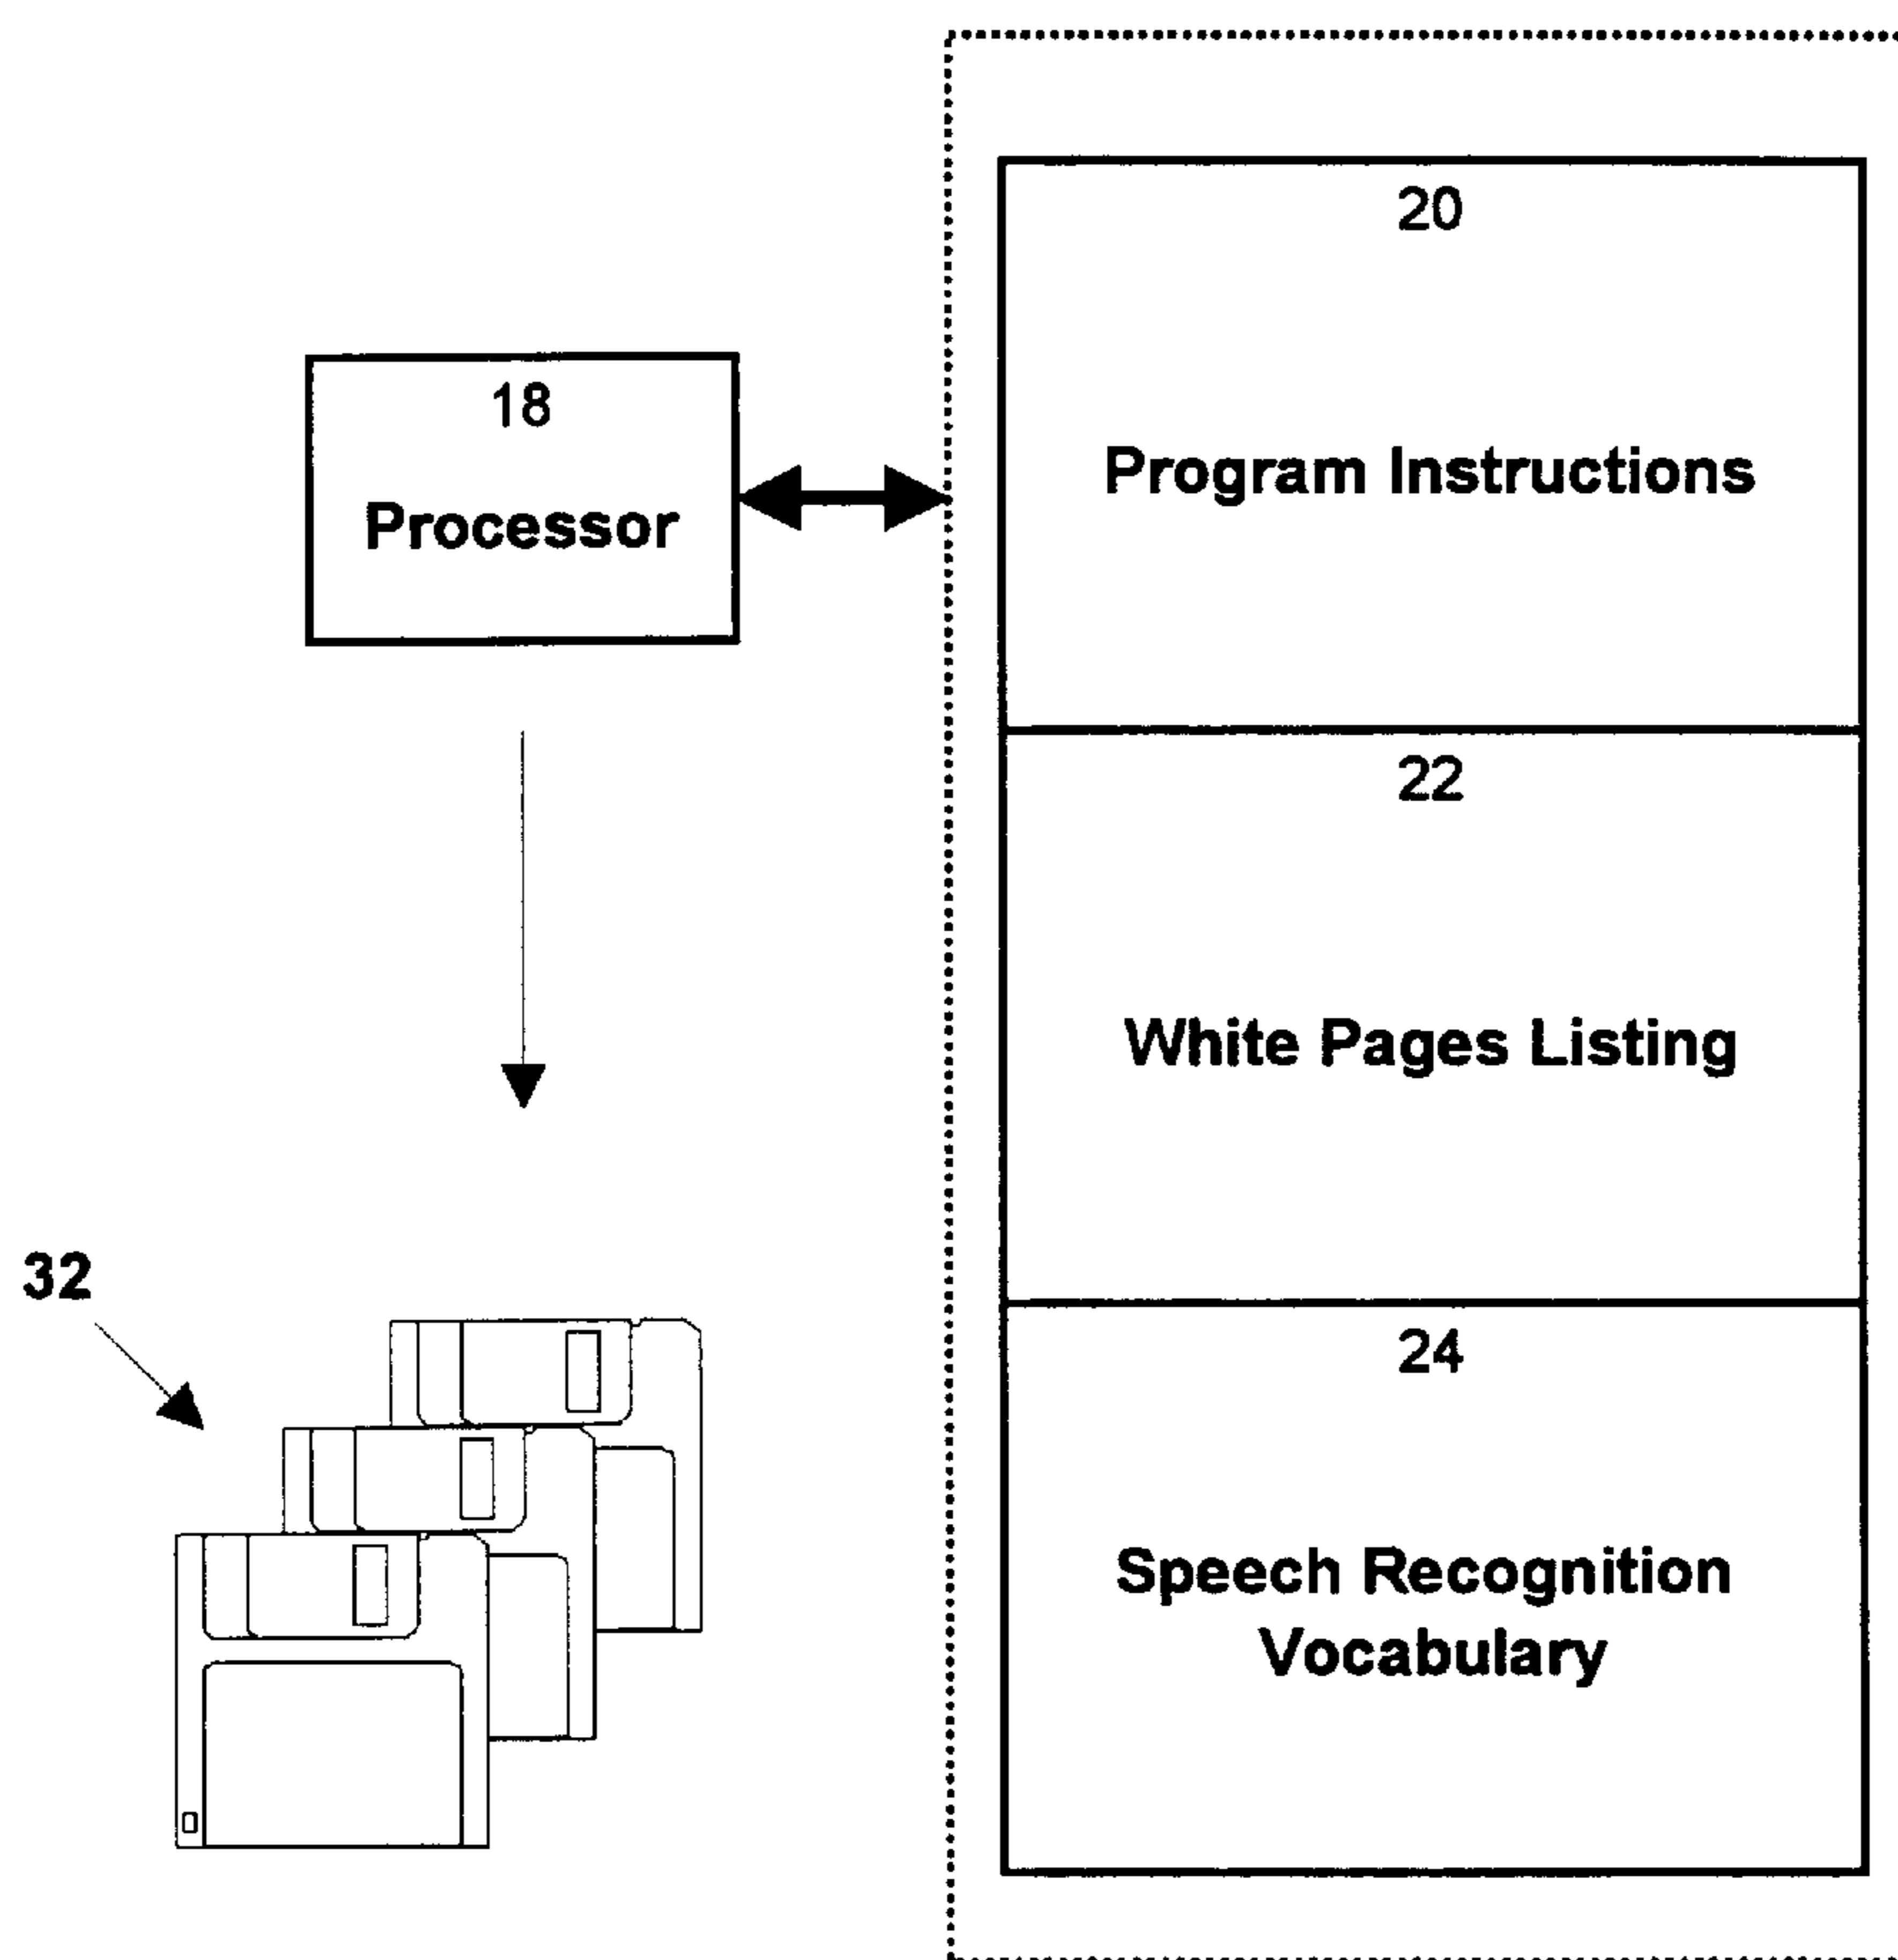 18
Processor
32
20
Program Instructions
22
White Pages Listing
24
Speech Recognition
Vocabulary